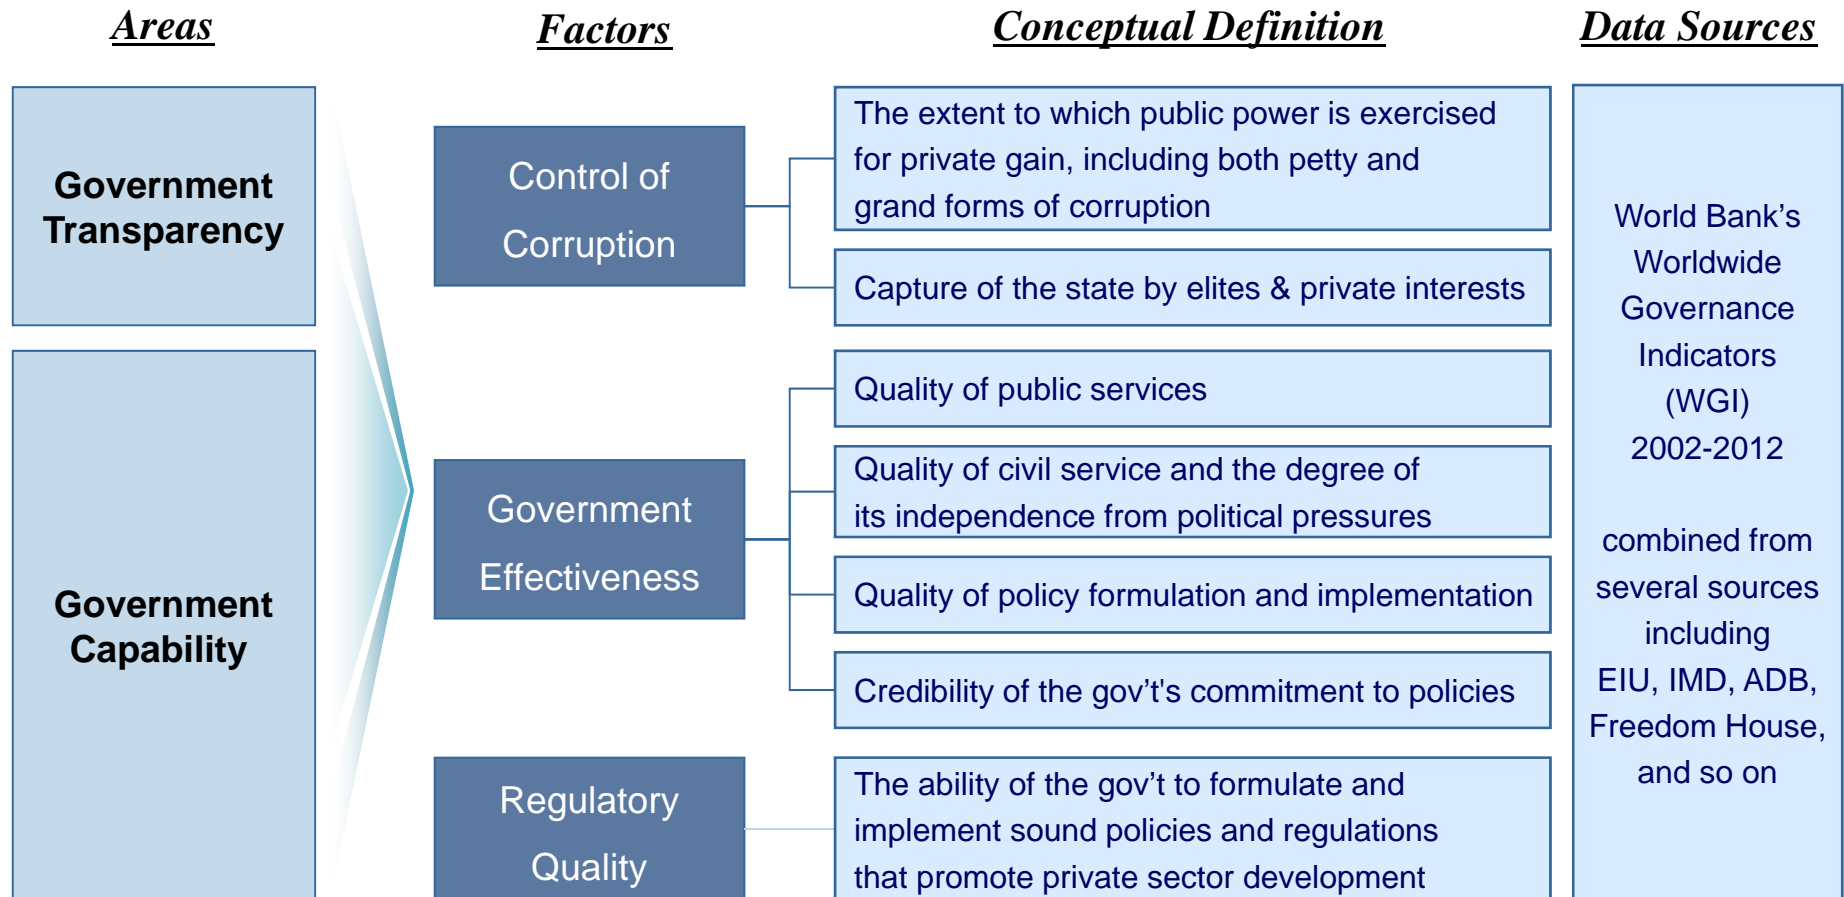 Areas
Factors
Conceptual Definition
Data Sources
Government
Transparency
Control of
Corruption
The extent to which public power is exercised
for private gain, including both petty and
grand forms of corruption
Capture of the state by elites & private interests
Government
Capability
Government
Effectiveness
Quality of public services
Quality of civil service and the degree of
its independence from political pressures
Quality of policy formulation and implementation
Credibility of the gov’t's commitment to policies
Regulatory
Quality
The ability of the gov’t to formulate and
implement sound policies and regulations
that promote private sector development
World Bank’s
Worldwide
Governance
Indicators
(WGI)
2002-2012
combined from
several sources
including
EIU, IMD, ADB,
Freedom House,
and so on